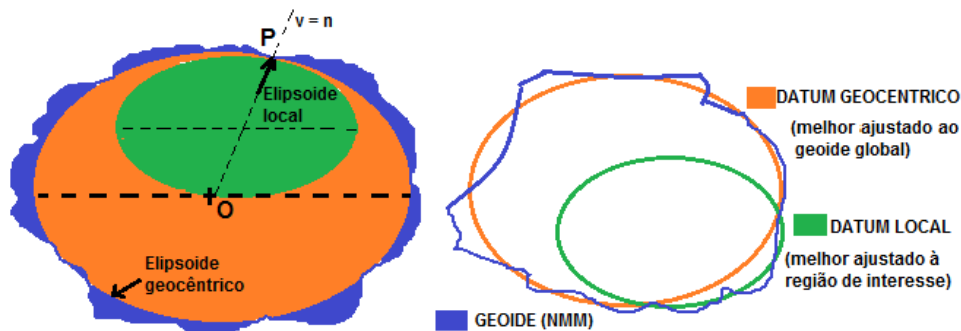 v = n
P
Elipsoide
local
O
Elipsoide
geocêntrico
DATUM GEOCENTRICO
(melhor ajustado ao
geoide global)
DATUM LOCAL
(melhor ajustado à
região de interesse)
GEOIDE (NMM)